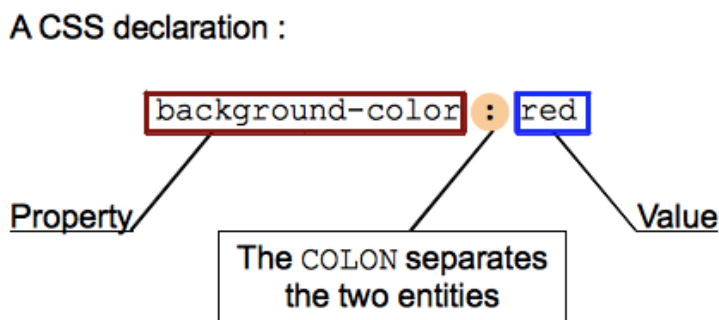 A CSS declaration :
background-color : red
Property
Value
The COLON separates
the two entities